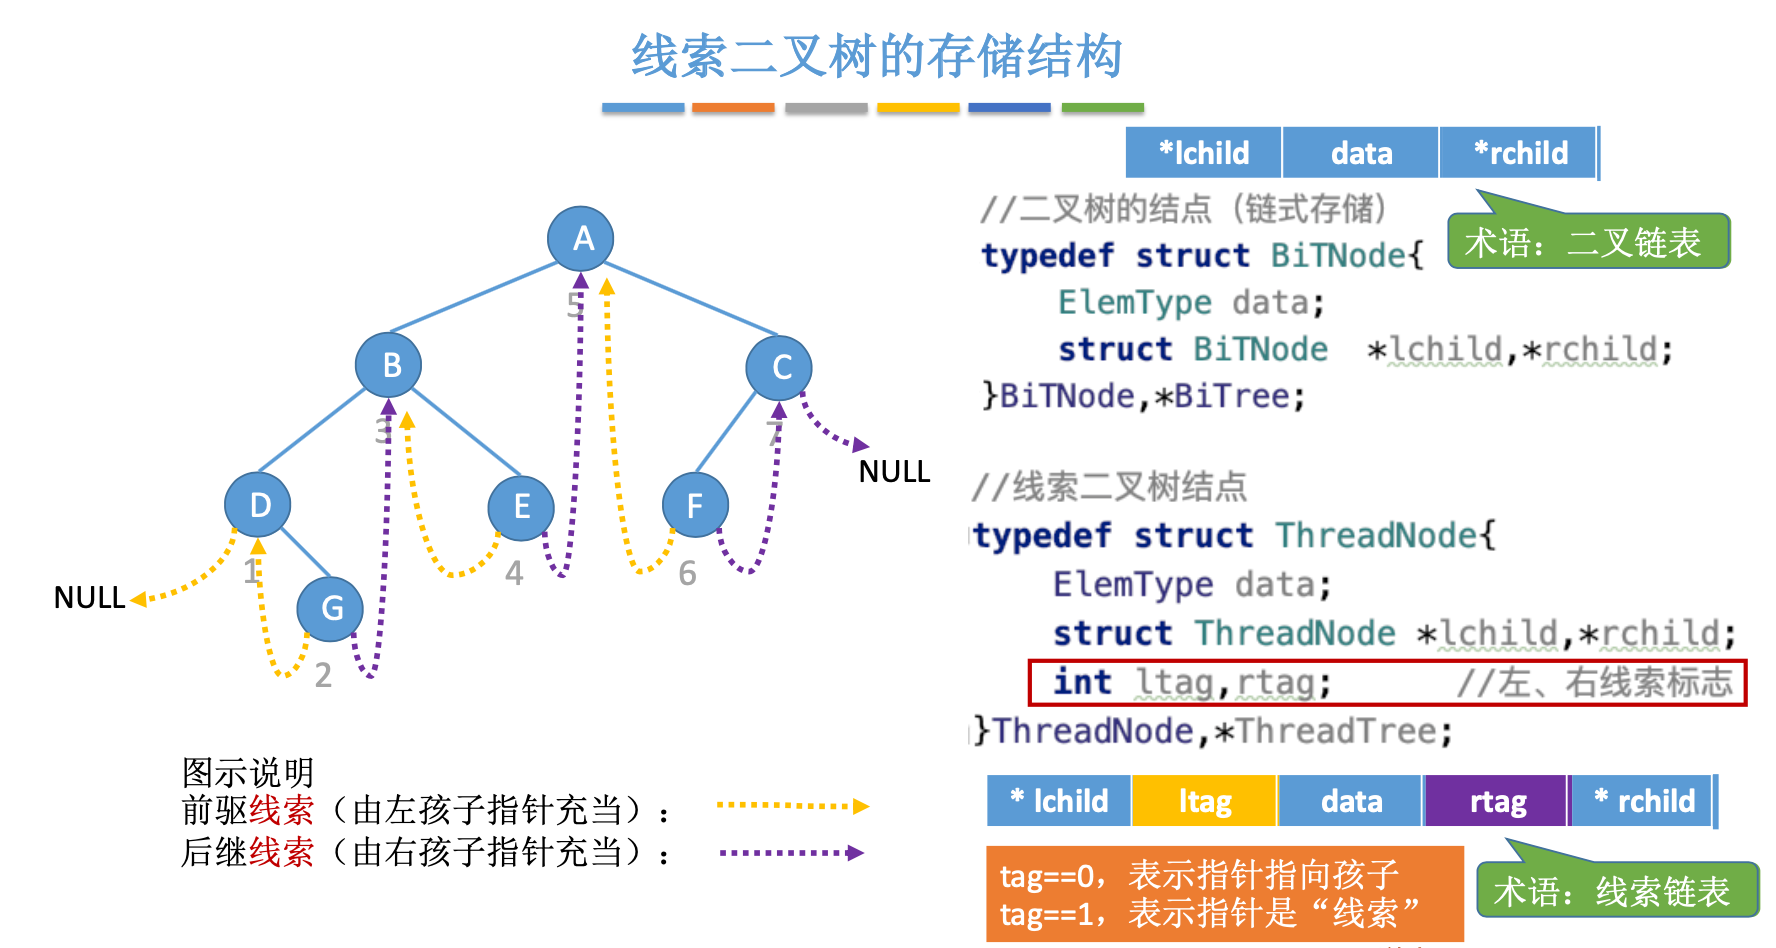 线索二叉树的存储结构
*lchild data *rchild
术语：二叉链表
//二叉树的结点（链式存储）
typedef struct BiTNode{
ElemType data;
struct BiTNode *lchild,*rchild;
}BiTNode,*BiTree;
A
5
B
3
C
7
NULL
D
1
E
4
F
6
NULL
G
2
//线索二叉树结点
typedef struct ThreadNode{
ElemType data;
struct ThreadNode *lchild,*rchild;
int ltag,rtag; //左、右线索标志
}ThreadNode,*ThreadTree;
图示说明
前驱线索（由左孩子指针充当）：
后继线索（由右孩子指针充当）：
* lchild ltag data rtag * rchild
tag==0，表示指针指向孩子
tag==1，表示指针是“线索”
术语：线索链表